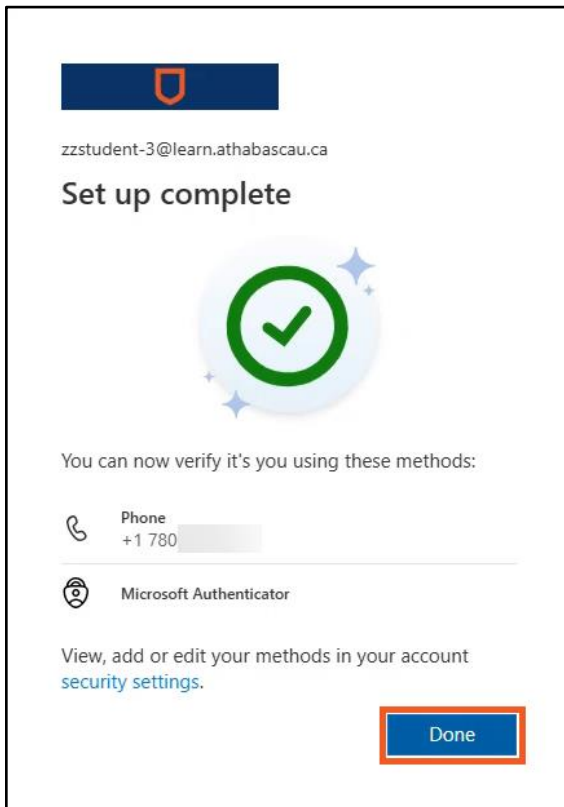 zzstudent-3@learn.athabascau.ca
Set up complete
You can now verify it's you using these methods:
Phone
+1 780
Microsoft Authenticator
View, add or edit your methods in your account
security settings.
Done